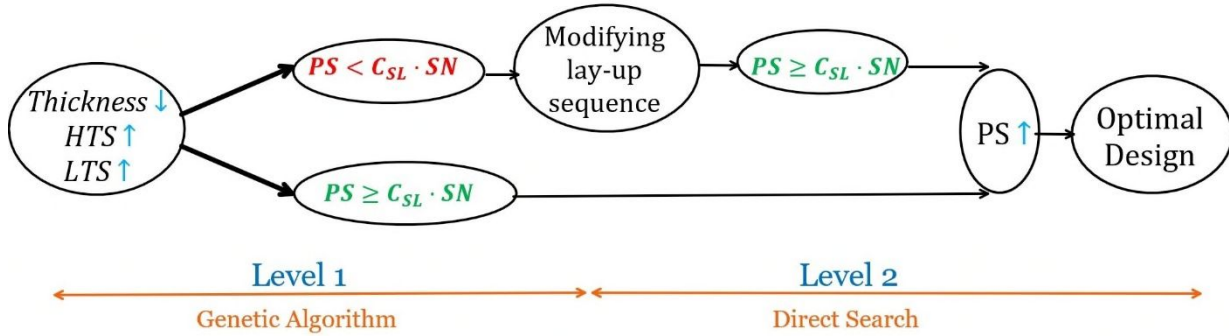 Thickness ↓
HTS ↑
LTS ↑
PS < C_SL · SN
Modifying
lay-up
sequence
PS ≥ C_SL · SN
PS ≥ C_SL · SN
PS ↑
Optimal
Design
Level 1
Level 2
Genetic Algorithm
Direct Search